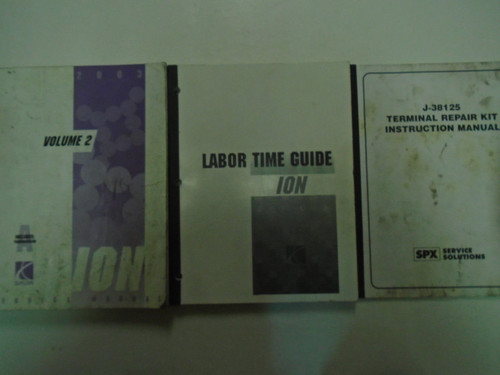 2003
VOLUME 2
ION
LABOR TIME GUIDE
ION
J-38125
TERMINAL REPAIR KIT
INSTRUCTION MANUAL
SPX SERVICE
SOLUTIONS